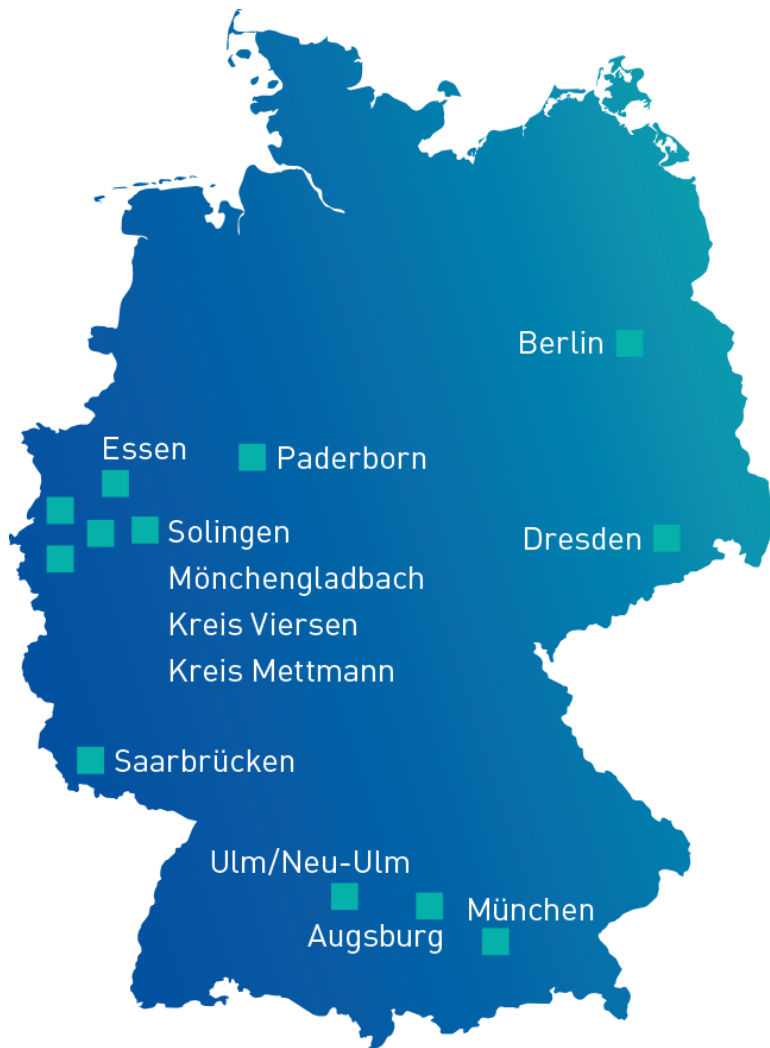 Berlin
Essen
Paderborn
Solingen
Dresden
Mönchengladbach
Kreis Viersen
Kreis Mettmann
Saarbrücken
Ulm/Neu-Ulm
München
Augsburg